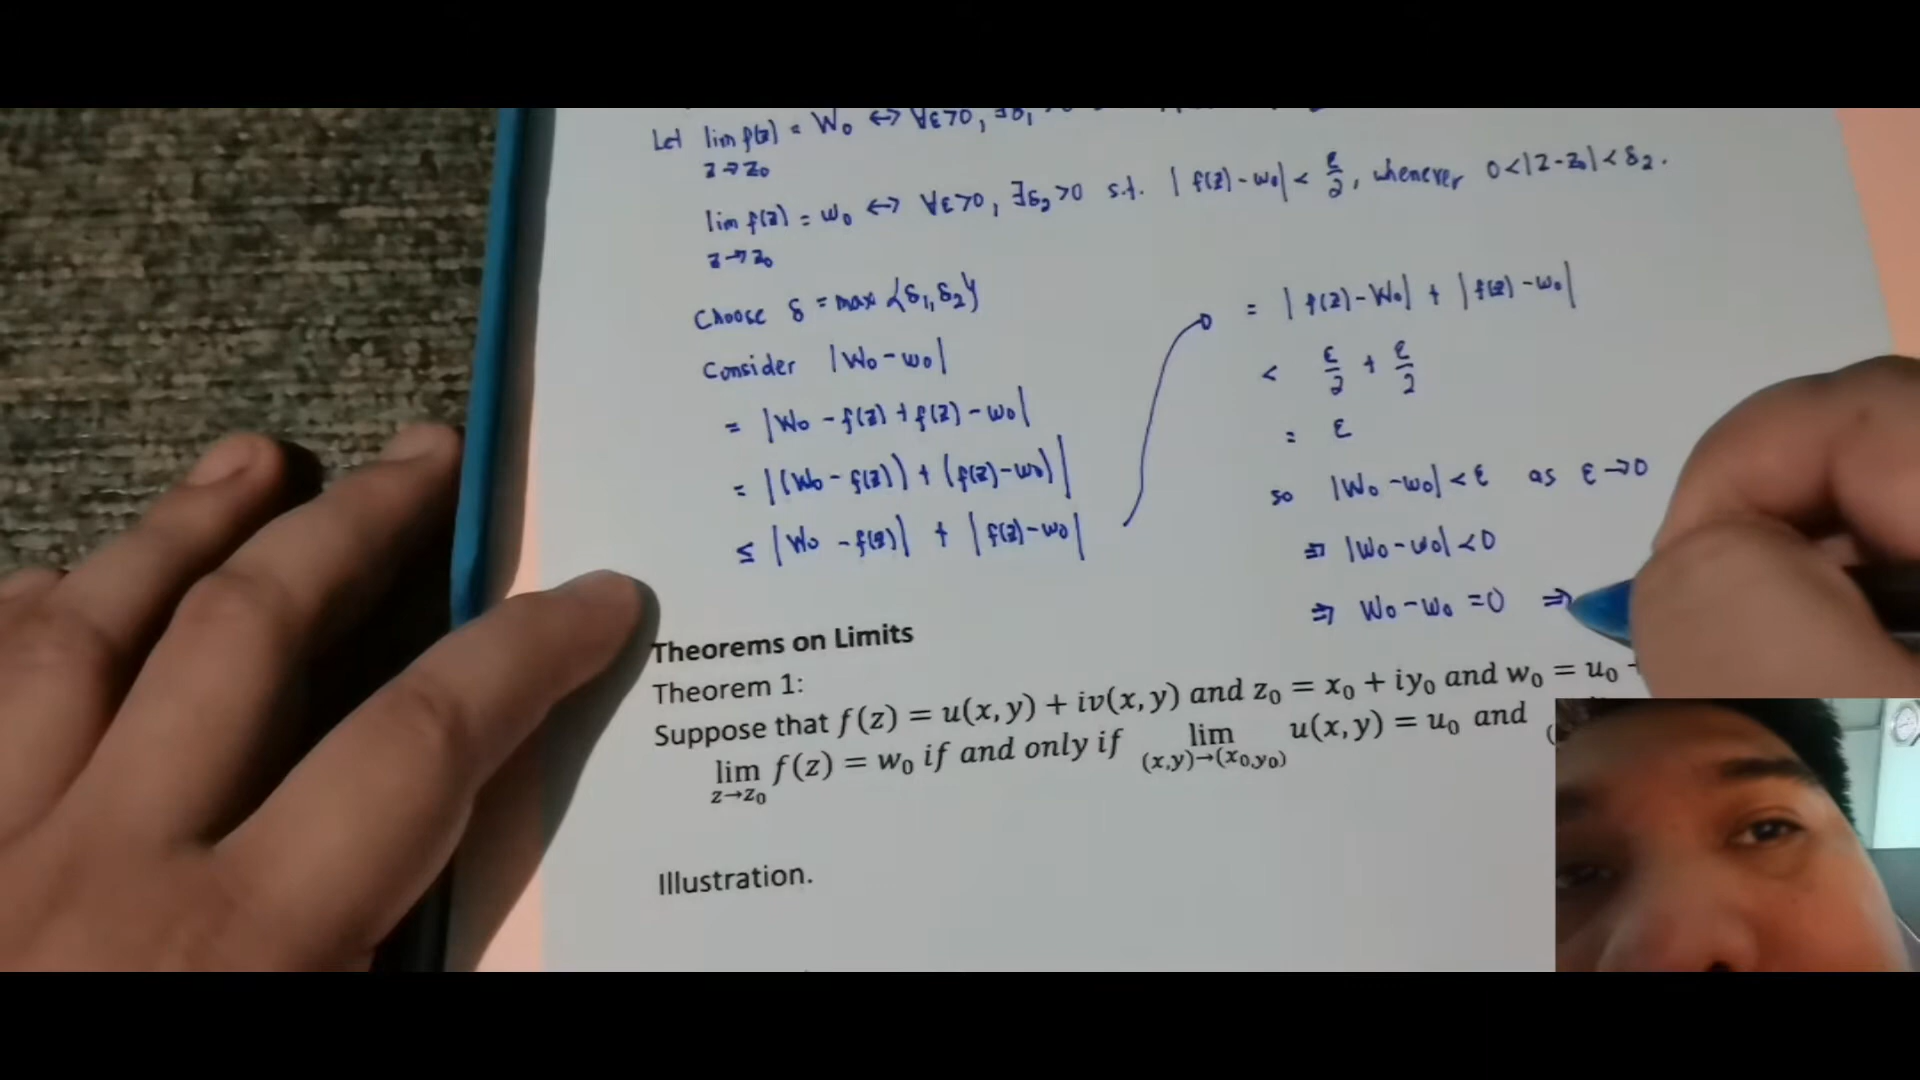 Let lim f(z) = W₀ ↔ ∀ε>0, ∃δ₁
z→z₀
lim f(z) = w₀ ↔ ∀ε>0, ∃δ₂>0 s.t. |f(z)-w₀| < ε/2, whenever 0<|z-z₀|<δ₂.
z→z₀
Choose δ = max {δ₁, δ₂}
Consider |W₀-w₀|
= |W₀ - f(z) + f(z) - w₀|
= |(W₀ - f(z)) + (f(z)-w₀)|
≤ |W₀ - f(z)| + |f(z)-w₀|
= |f(z)-W₀| + |f(z)-w₀|
< ε/2 + ε/2
= ε
so |W₀-w₀| < ε as ε→0
⇒ |W₀-w₀| < 0
⇒ W₀-w₀ = 0 ⇒
Theorems on Limits
Theorem 1:
Suppose that f(z) = u(x, y) + iv(x, y) and z₀ = x₀ + iy₀ and w₀ = u₀
lim f(z) = w₀ if and only if lim u(x, y) = u₀ and
z→z₀ (x,y)→(x₀,y₀)
Illustration.